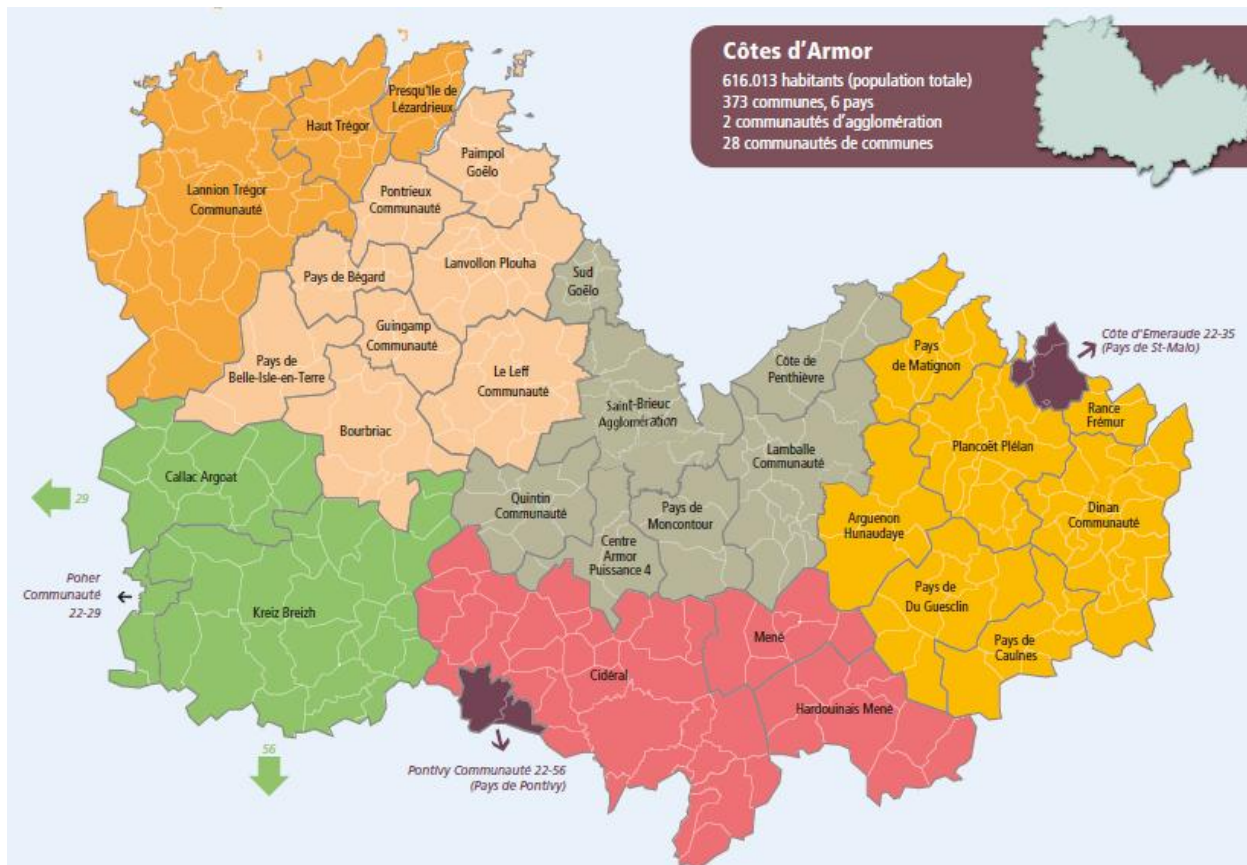 Côtes d'Armor
616.013 habitants (population totale)
373 communes, 6 pays
2 communautés d'agglomération
28 communautés de communes
Presqu'Ile de
Lézardrieux
Haut Trégor
Paimpol
Goëlo
Lannion Trégor
Communauté
Pontrieux
Communauté
Lanvollon Plouha
Pays de Bégard
Sud
Goëlo
Guingamp
Communauté
Pays de
Belle-Isle-en-Terre
Le Leff
Communauté
Bourbriac
Côte de
Penthièvre
Pays
de Matignon
Côte d'Emeraude 22-35
(Pays de St-Malo)
Saint-Brieuc
Agglomération
Rance
Frémur
Plancoët Plélan
Lamballe
Communauté
Callac Argoat
29
Quintin
Communauté
Pays de
Moncontour
Arguenon
Hunaudaye
Dinan
Communauté
Centre
Armor
Puissance 4
Poher
Communauté
22-29
Kreiz Breizh
Pays de
Du Guesclin
Mené
Pays de
Caulnes
Cidéral
Hardouinais Mené
56
Pontivy Communauté 22-56
(Pays de Pontivy)